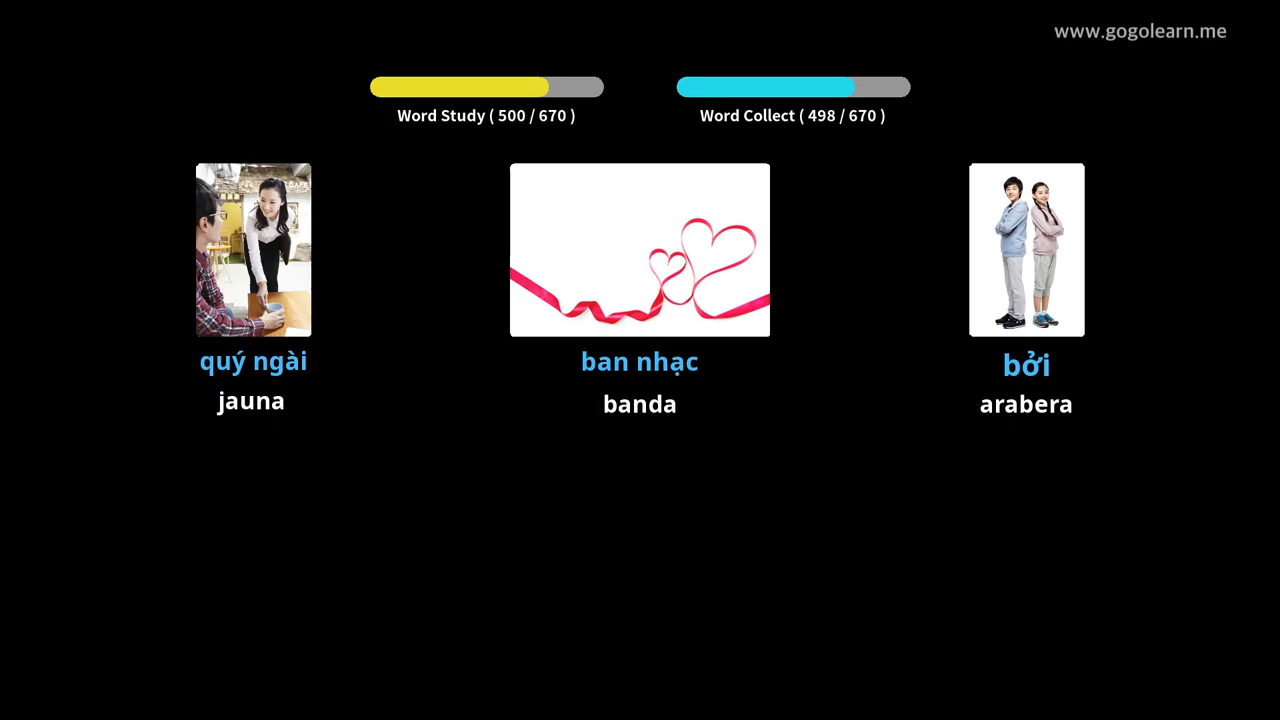 www.gogolearn.me
Word Study ( 500 / 670 )
Word Collect ( 498 / 670 )
quý ngài
jauna
ban nhạc
banda
bởi
arabera